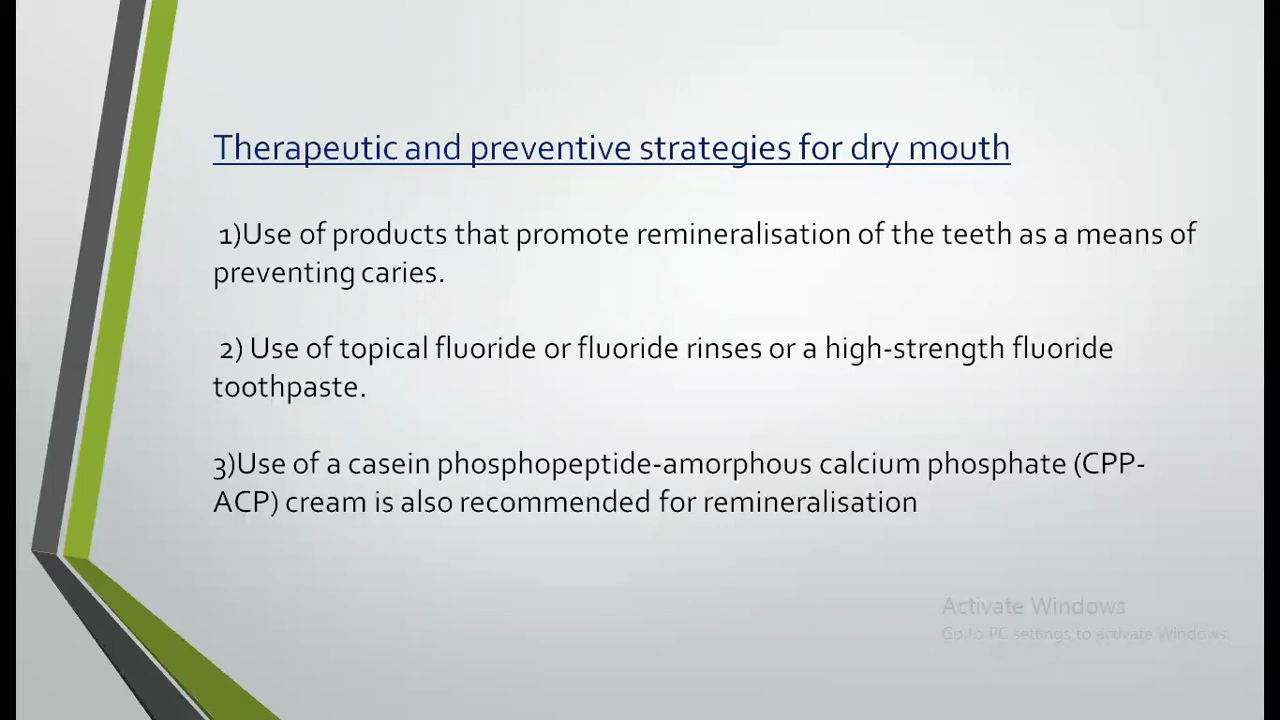 Therapeutic and preventive strategies for dry mouth
1)Use of products that promote remineralisation of the teeth as a means of
preventing caries.
2) Use of topical fluoride or fluoride rinses or a high-strength fluoride
toothpaste.
3)Use of a casein phosphopeptide-amorphous calcium phosphate (CPP-
ACP) cream is also recommended for remineralisation
Activate Windows
Go to PC settings to activate Windows